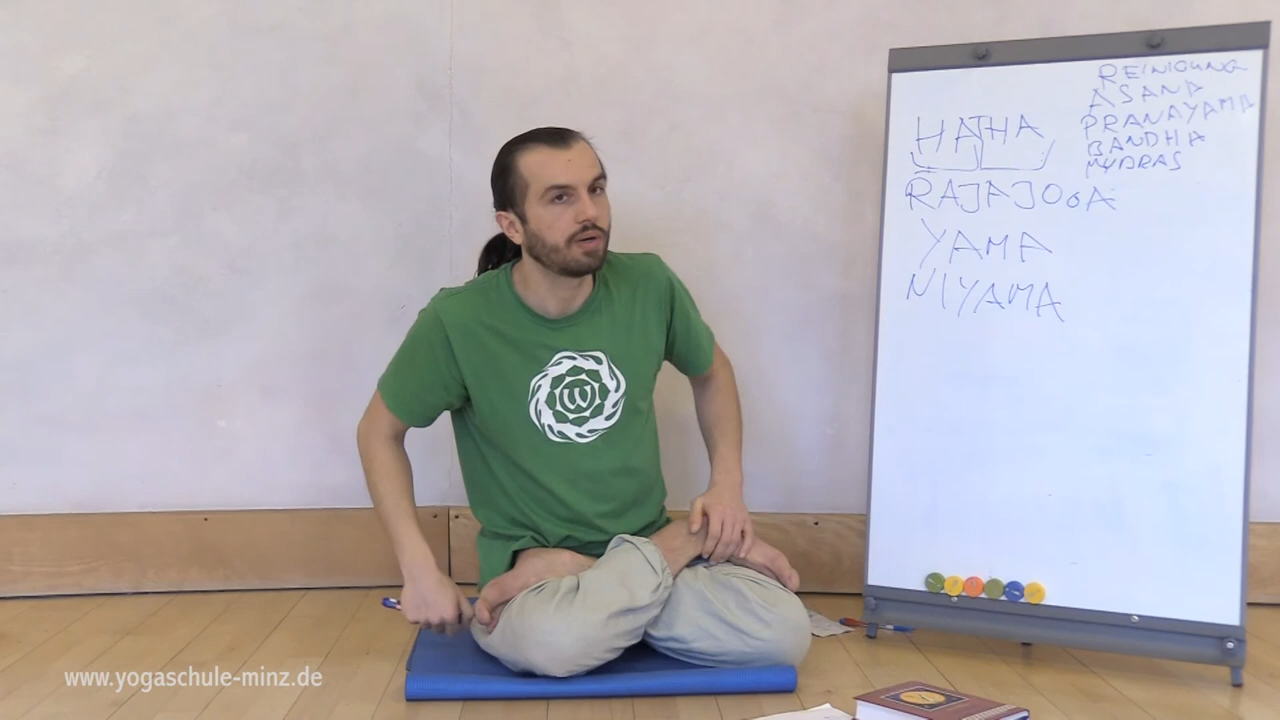 REINIGUNG
ASANA
PRANAYAMA
BANDHA
MUDRAS
HATHA
RAJAJOGA
YAMA
NIYAMA
W
www.yogaschule-minz.de